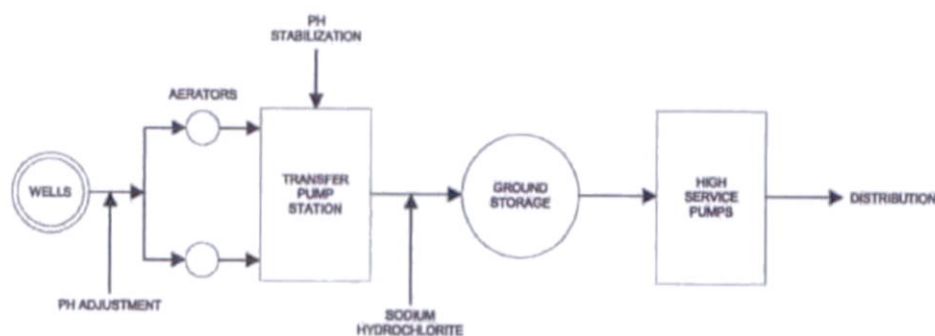 PH
STABILIZATION
AERATORS
WELLS
TRANSFER
PUMP
STATION
GROUND
STORAGE
HIGH
SERVICE
PUMPS
DISTRIBUTION
PH ADJUSTMENT
SODIUM
HYDROCHLORITE